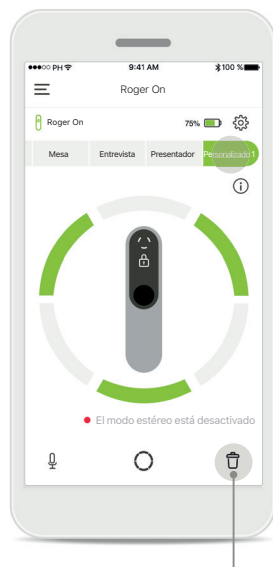 PH 9:41 AM 100 %
Roger On
Roger On 75%
Mesa Entrevista Presentador Personalizado 1
El modo estéreo está desactivado